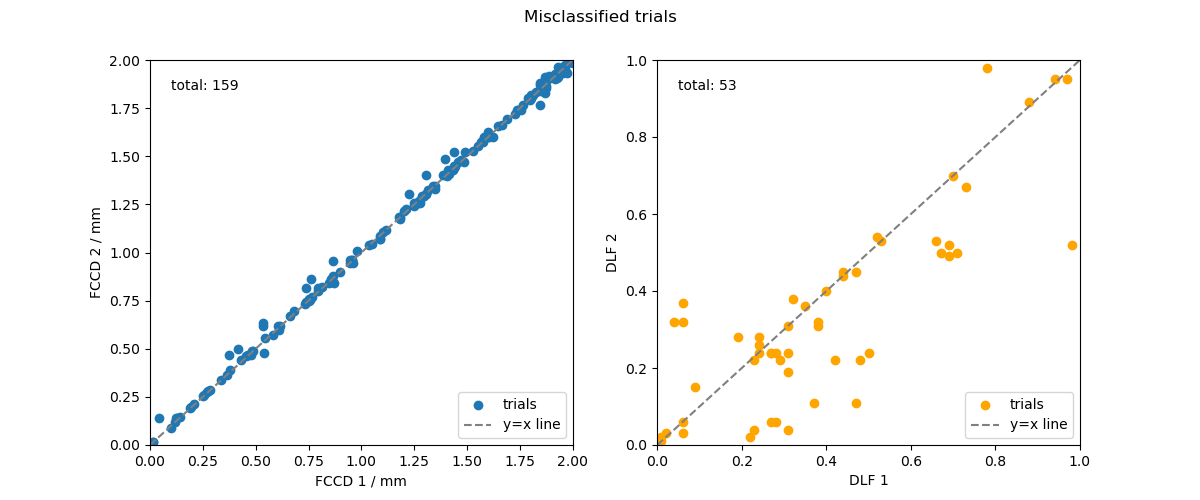 Misclassified trials
total: 159
2.00
1.75
1.50
1.25
1.00
0.75
0.50
0.25
0.00
FCCD 2 / mm
trials
y=x line
0.00 0.25 0.50 0.75 1.00 1.25 1.50 1.75 2.00
FCCD 1 / mm
total: 53
1.0
0.8
0.6
0.4
0.2
0.0
DLF 2
trials
y=x line
0.0 0.2 0.4 0.6 0.8 1.0
DLF 1